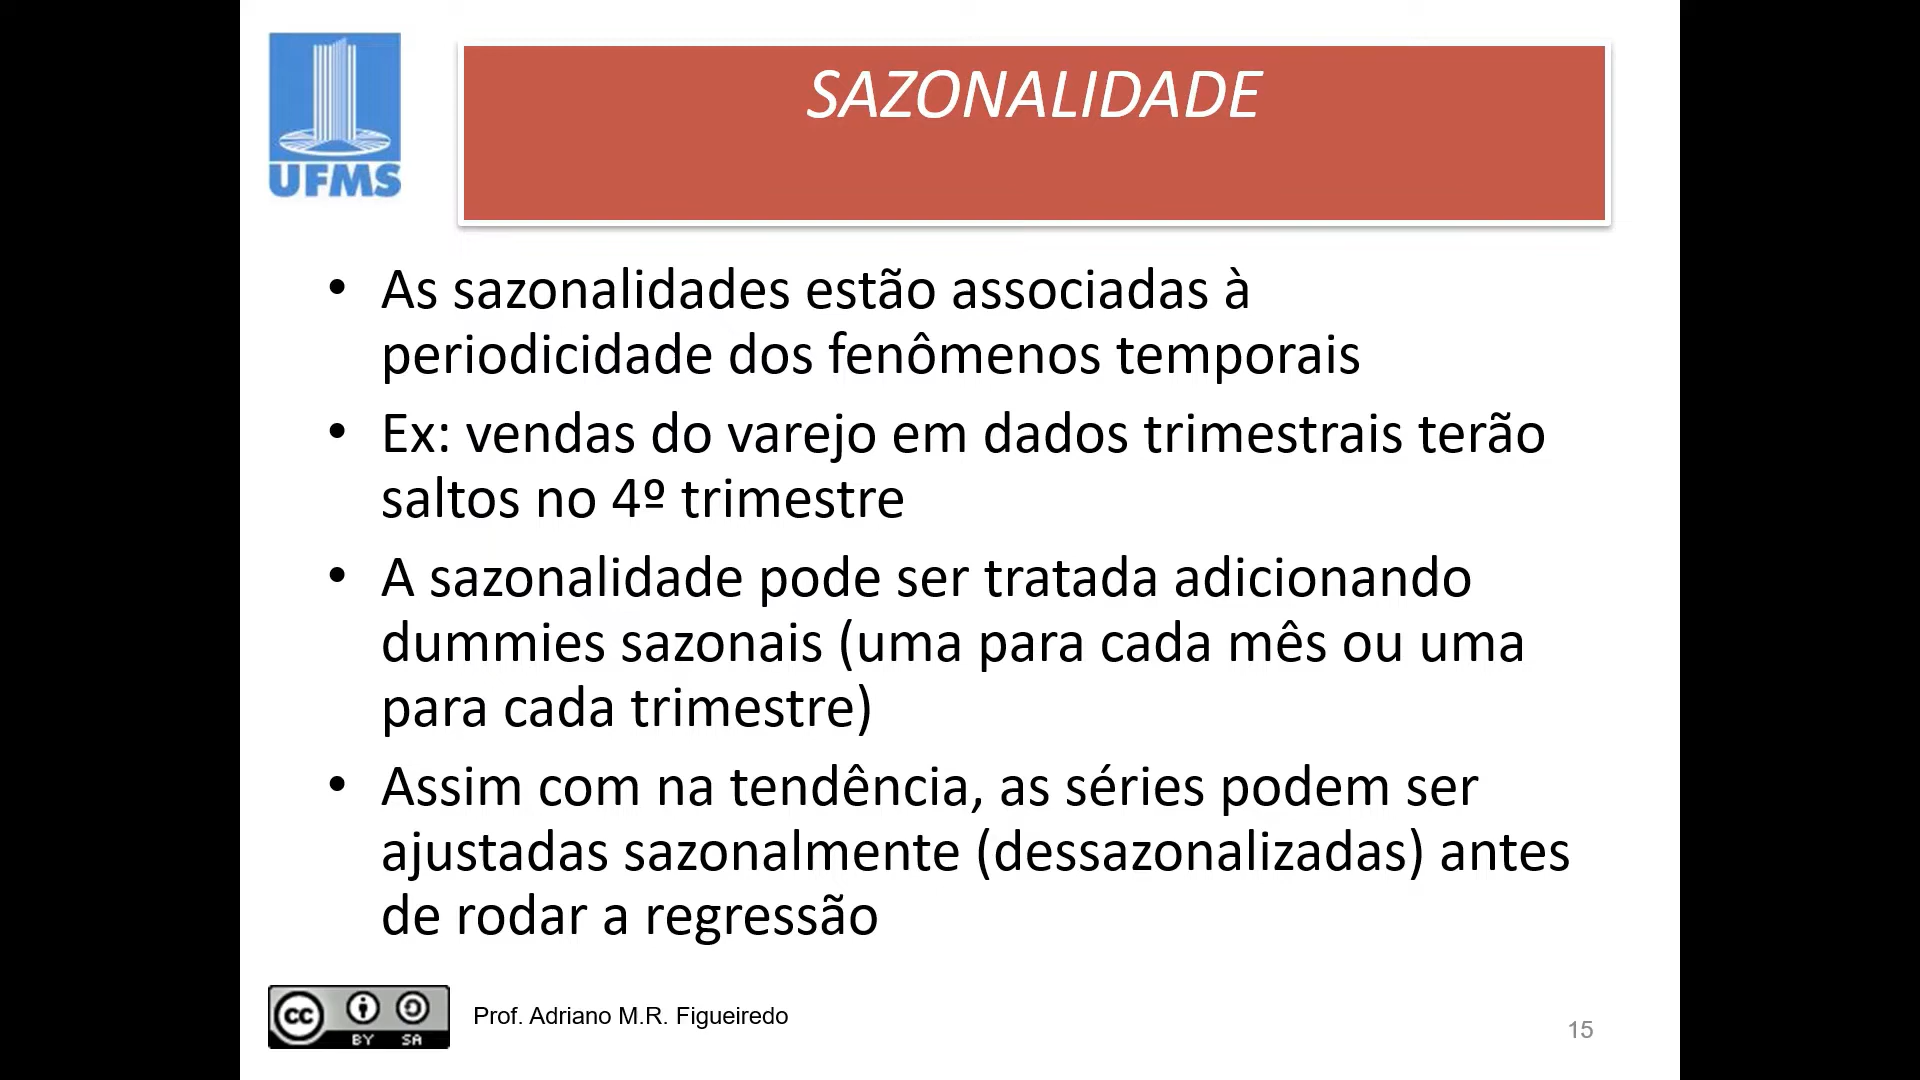 UFMS
SAZONALIDADE
• As sazonalidades estão associadas à
periodicidade dos fenômenos temporais
• Ex: vendas do varejo em dados trimestrais terão
saltos no 4º trimestre
• A sazonalidade pode ser tratada adicionando
dummies sazonais (uma para cada mês ou uma
para cada trimestre)
• Assim com na tendência, as séries podem ser
ajustadas sazonalmente (dessazonalizadas) antes
de rodar a regressão
cc
BY SA
Prof. Adriano M.R. Figueiredo
15